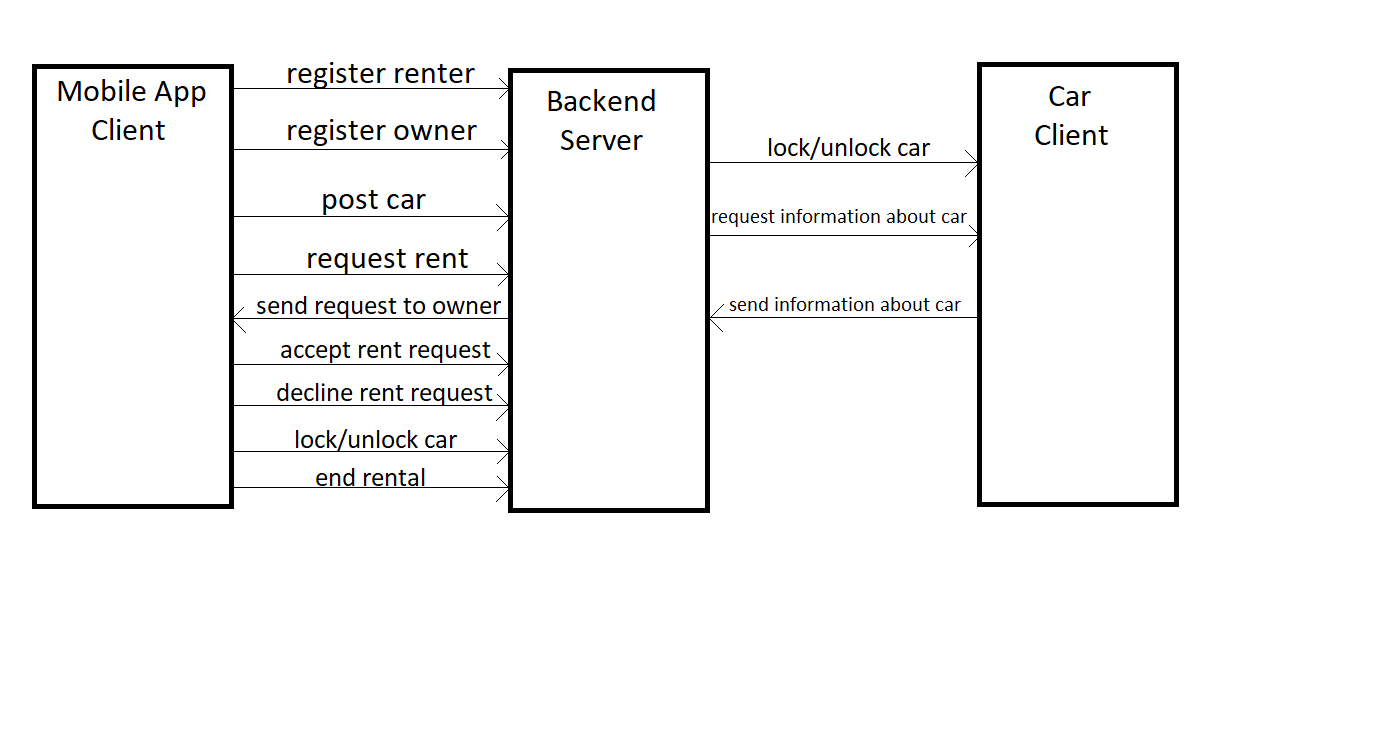 Mobile App
Client
register renter
register owner
post car
request rent
send request to owner
accept rent request
decline rent request
lock/unlock car
end rental
Backend
Server
lock/unlock car
request information about car
send information about car
Car
Client